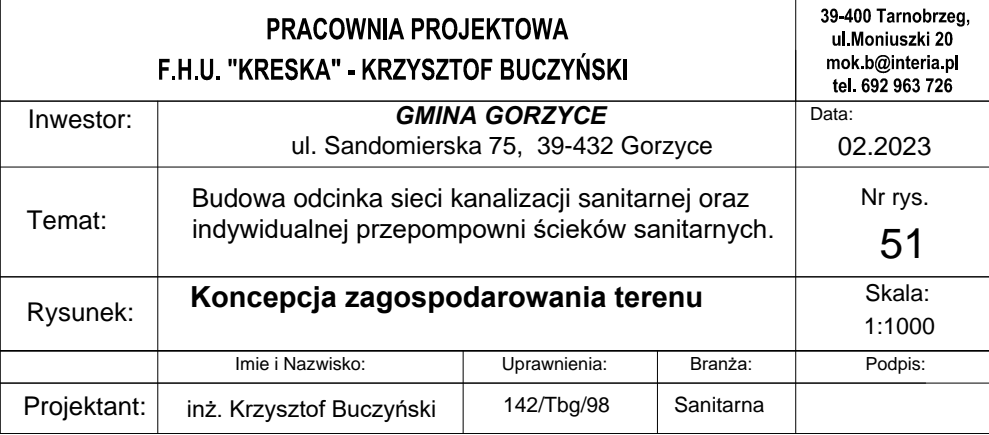 PRACOWNIA PROJEKTOWA
F.H.U. "KRESKA" - KRZYSZTOF BUCZYŃSKI
39-400 Tarnobrzeg,
ul.Moniuszki 20
mok.b@interia.pl
tel. 692 963 726
Inwestor:
GMINA GORZYCE
ul. Sandomierska 75, 39-432 Gorzyce
Data:
02.2023
Temat:
Budowa odcinka sieci kanalizacji sanitarnej oraz
indywidualnej przepompowni ścieków sanitarnych.
Nr rys.
51
Rysunek:
Koncepcja zagospodarowania terenu
Skala:
1:1000
Imie i Nazwisko:
Uprawnienia:
Branża:
Podpis:
Projektant:
inż. Krzysztof Buczyński
142/Tbg/98
Sanitarna